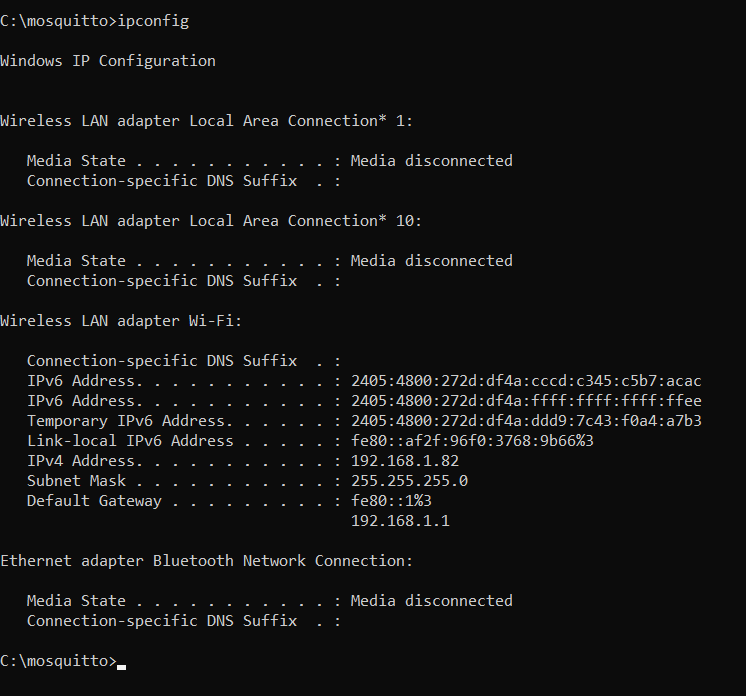 C:\mosquitto>ipconfig
Windows IP Configuration
Wireless LAN adapter Local Area Connection* 1:
   Media State . . . . . . . . . . . : Media disconnected
   Connection-specific DNS Suffix  . :
Wireless LAN adapter Local Area Connection* 10:
   Media State . . . . . . . . . . . : Media disconnected
   Connection-specific DNS Suffix  . :
Wireless LAN adapter Wi-Fi:
   Connection-specific DNS Suffix  . :
   IPv6 Address. . . . . . . . . . . : 2405:4800:272d:df4a:cccd:c345:c5b7:acac
   IPv6 Address. . . . . . . . . . . : 2405:4800:272d:df4a:ffff:ffff:ffff:ffee
   Temporary IPv6 Address. . . . . . : 2405:4800:272d:df4a:ddd9:7c43:f0a4:a7b3
   Link-local IPv6 Address . . . . . : fe80::af2f:96f0:3768:9b66%3
   IPv4 Address. . . . . . . . . . . : 192.168.1.82
   Subnet Mask . . . . . . . . . . . : 255.255.255.0
   Default Gateway . . . . . . . . . : fe80::1%3
                                       192.168.1.1
Ethernet adapter Bluetooth Network Connection:
   Media State . . . . . . . . . . . : Media disconnected
   Connection-specific DNS Suffix  . :
C:\mosquitto>